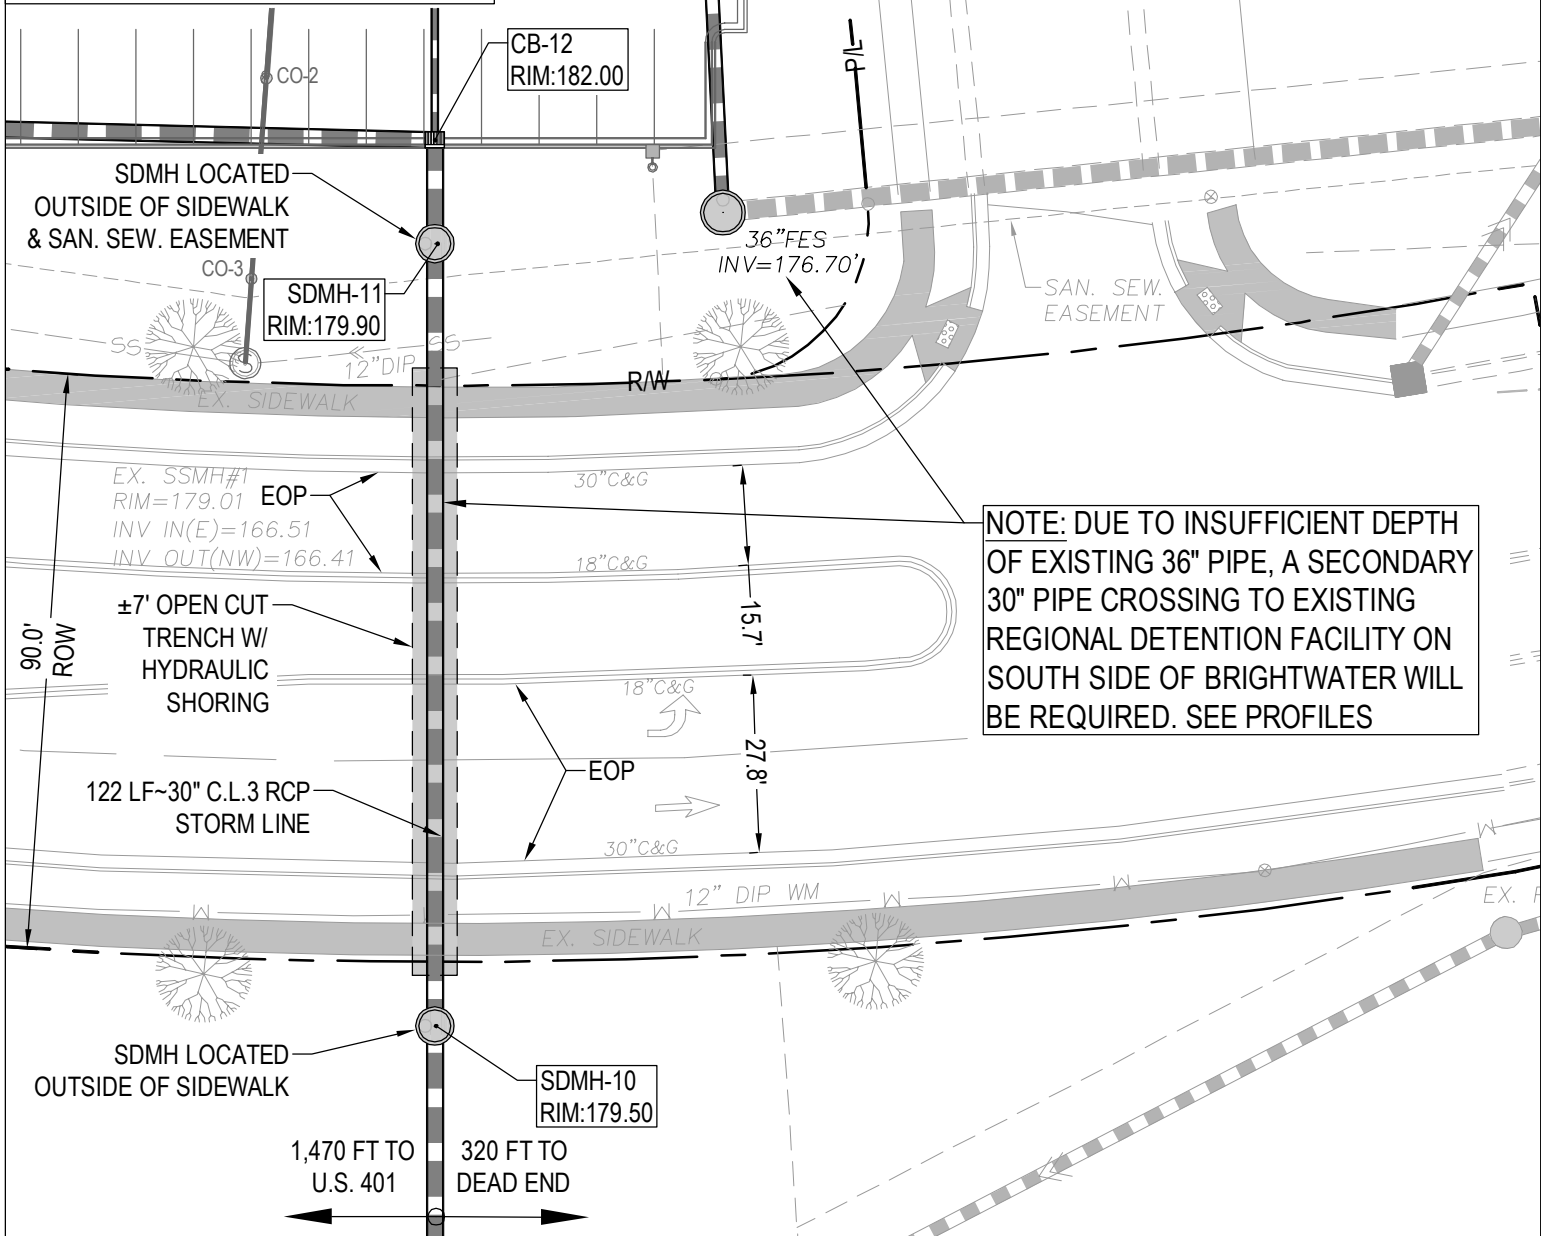 CB-12
RIM:182.00
CO-2
P/L
SDMH LOCATED
OUTSIDE OF SIDEWALK
& SAN. SEW. EASEMENT
CO-3
SDMH-11
RIM:179.90
36"FES
INV=176.70'
SAN. SEW.
EASEMENT
SS
12"DIP
SS
R/W
EX. SIDEWALK
EX. SSMH#1
RIM=179.01
INV IN(E)=166.51
INV OUT(NW)=166.41
EOP
30"C&G
18"C&G
NOTE: DUE TO INSUFFICIENT DEPTH
OF EXISTING 36" PIPE, A SECONDARY
30" PIPE CROSSING TO EXISTING
REGIONAL DETENTION FACILITY ON
SOUTH SIDE OF BRIGHTWATER WILL
BE REQUIRED. SEE PROFILES
90.0'
ROW
±7' OPEN CUT
TRENCH W/
HYDRAULIC
SHORING
15.7'
18"C&G
27.8'
EOP
122 LF~30" C.L.3 RCP
STORM LINE
30"C&G
W
12" DIP WM
W
W
W
W
EX. SIDEWALK
EX.
SDMH LOCATED
OUTSIDE OF SIDEWALK
SDMH-10
RIM:179.50
1,470 FT TO
U.S. 401
320 FT TO
DEAD END